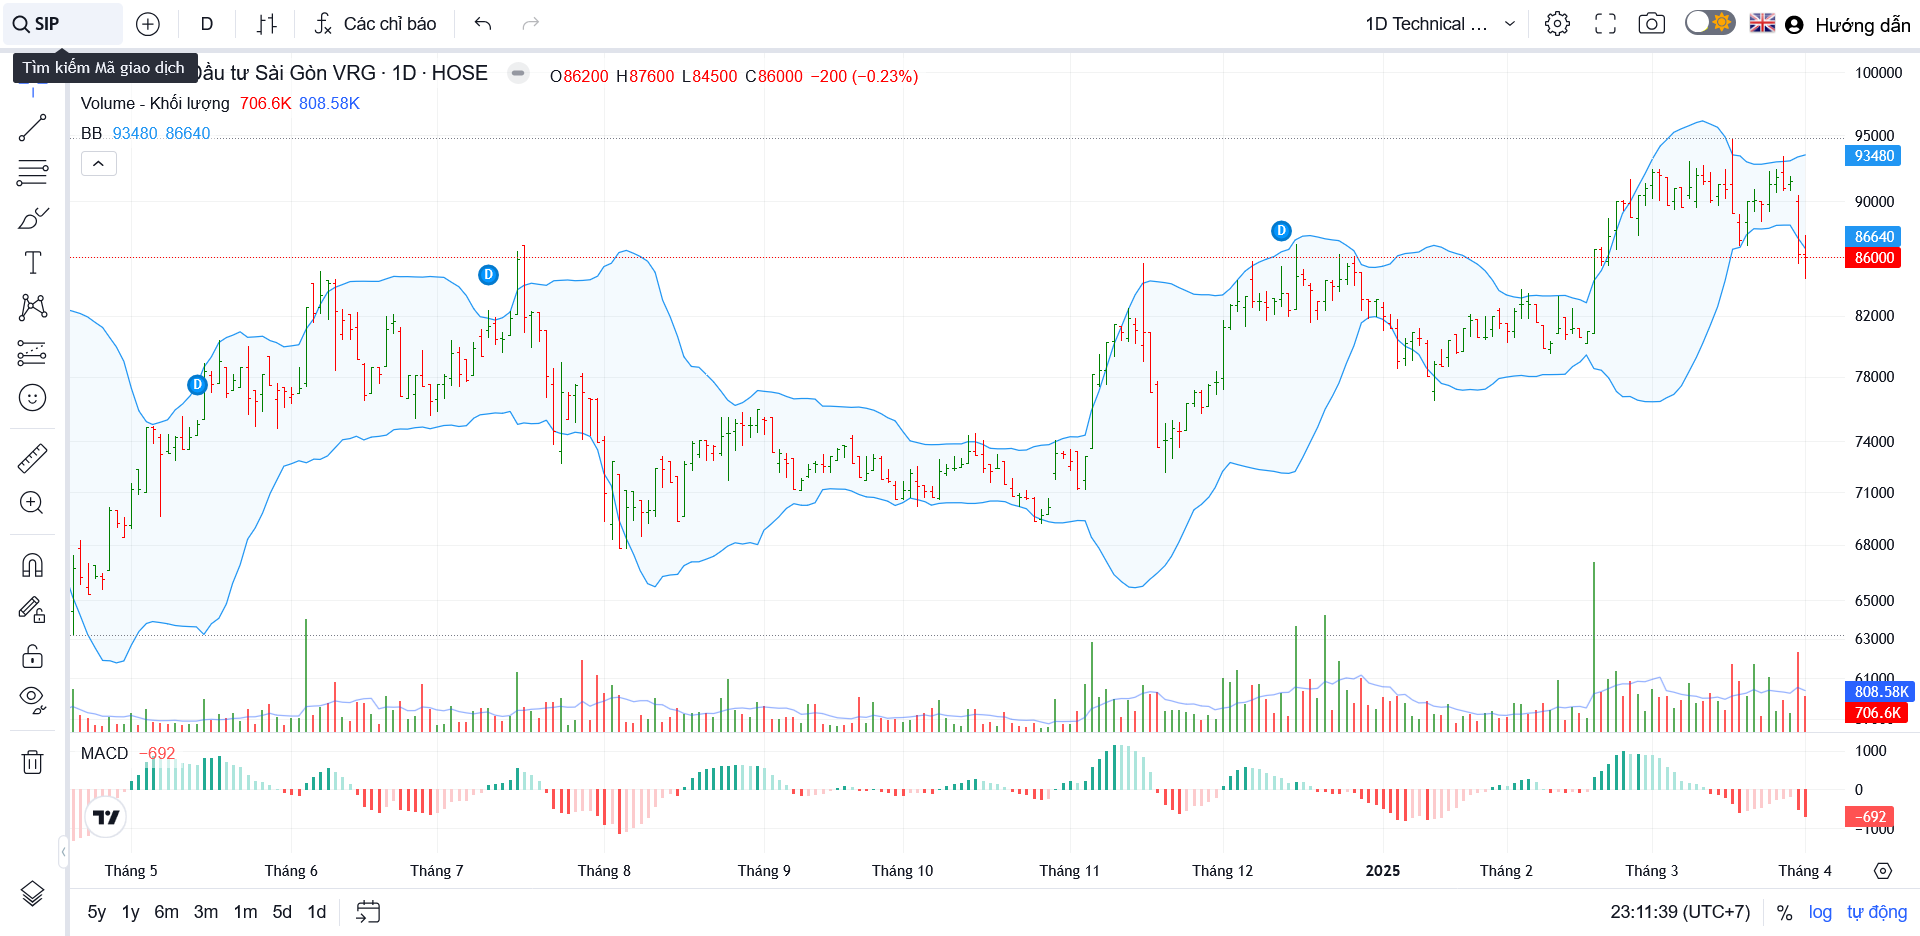 SIP
D
Các chỉ báo
1D Technical ...
Hướng dẫn
Tìm kiếm Mã giao dịch
Đầu tư Sài Gòn VRG · 1D · HOSE
O86200 H87600 L84500 C86000 −200 (−0.23%)
Volume - Khối lượng 706.6K 808.58K
BB 93480 86640
100000
95000
93480
90000
86640
86000
82000
78000
74000
71000
68000
65000
63000
61000
808.58K
706.6K
D
D
D
MACD −692
1000
0
−692
−1000
Tháng 5
Tháng 6
Tháng 7
Tháng 8
Tháng 9
Tháng 10
Tháng 11
Tháng 12
2025
Tháng 2
Tháng 3
Tháng 4
5y 1y 6m 3m 1m 5d 1d
23:11:39 (UTC+7)
% log tự động